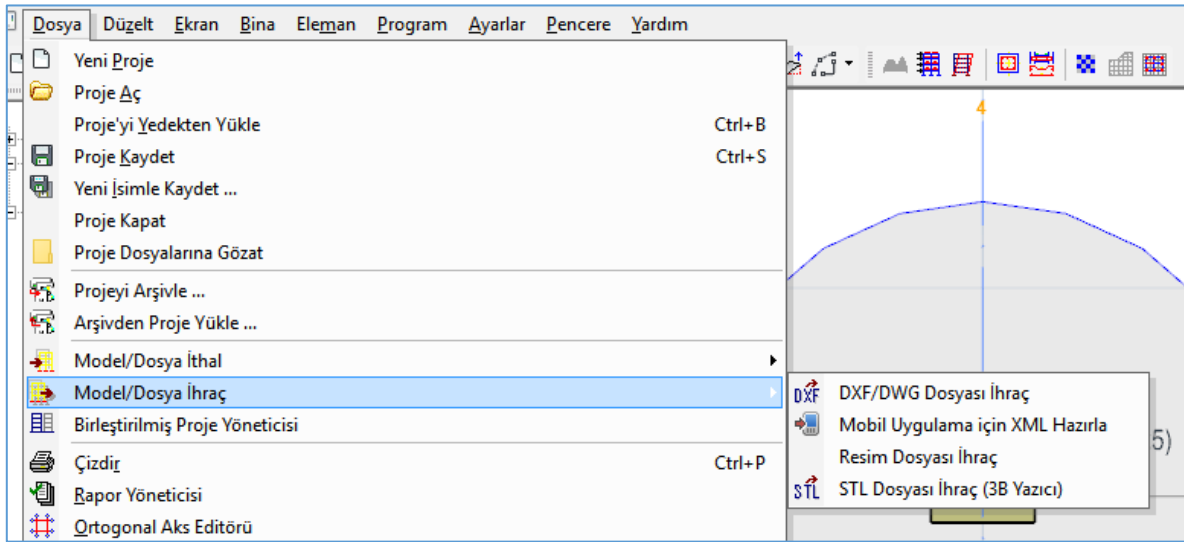 Dosya Düzelt Ekran Bina Eleman Program Ayarlar Pencere Yardım
Yeni Proje
Proje Aç
Proje'yi Yedekten Yükle Ctrl+B
Proje Kaydet Ctrl+S
Yeni İsimle Kaydet ...
Proje Kapat
Proje Dosyalarına Gözat
Projeyi Arşivle ...
Arşivden Proje Yükle ...
Model/Dosya İthal
Model/Dosya İhraç
Birleştirilmiş Proje Yöneticisi
Çizdir Ctrl+P
Rapor Yöneticisi
Ortogonal Aks Editörü
4
DXF DXF/DWG Dosyası İhraç
Mobil Uygulama için XML Hazırla
Resim Dosyası İhraç
STL STL Dosyası İhraç (3B Yazıcı)
5)